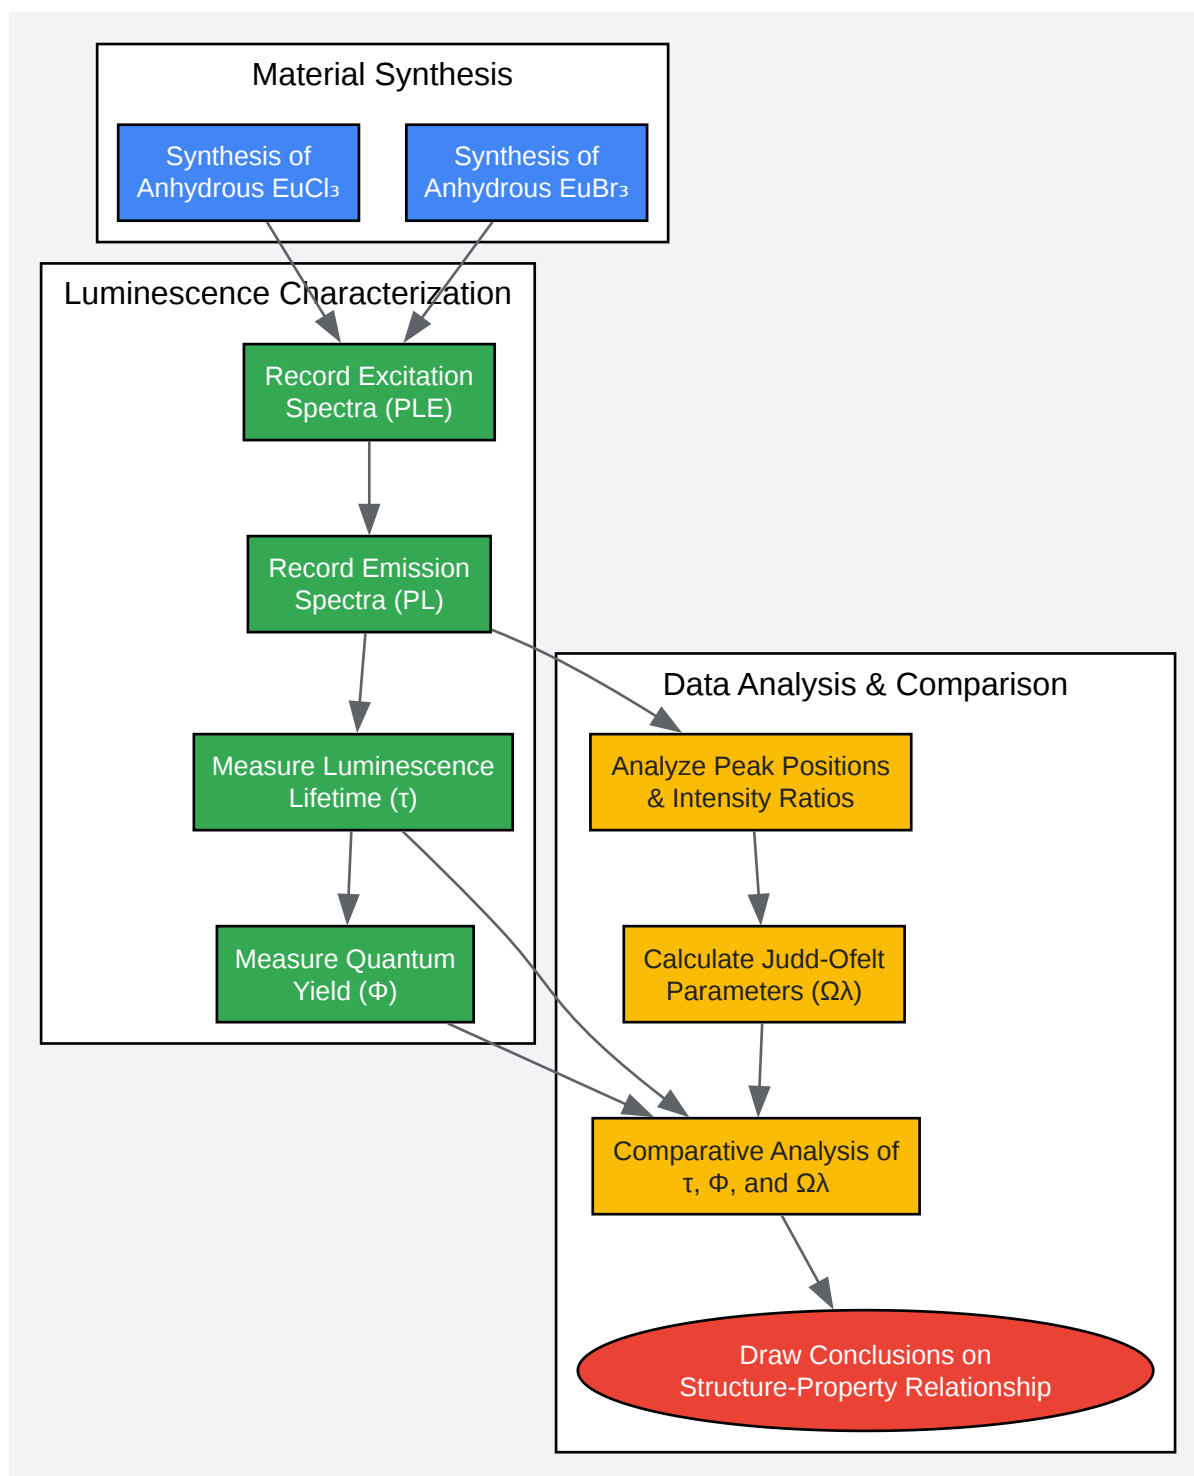 Material Synthesis
Synthesis of
Anhydrous EuCl₃
Synthesis of
Anhydrous EuBr₃
Luminescence Characterization
Record Excitation
Spectra (PLE)
Record Emission
Spectra (PL)
Measure Luminescence
Lifetime (τ)
Measure Quantum
Yield (Φ)
Data Analysis & Comparison
Analyze Peak Positions
& Intensity Ratios
Calculate Judd-Ofelt
Parameters (Ωλ)
Comparative Analysis of
τ, Φ, and Ωλ
Draw Conclusions on
Structure-Property Relationship